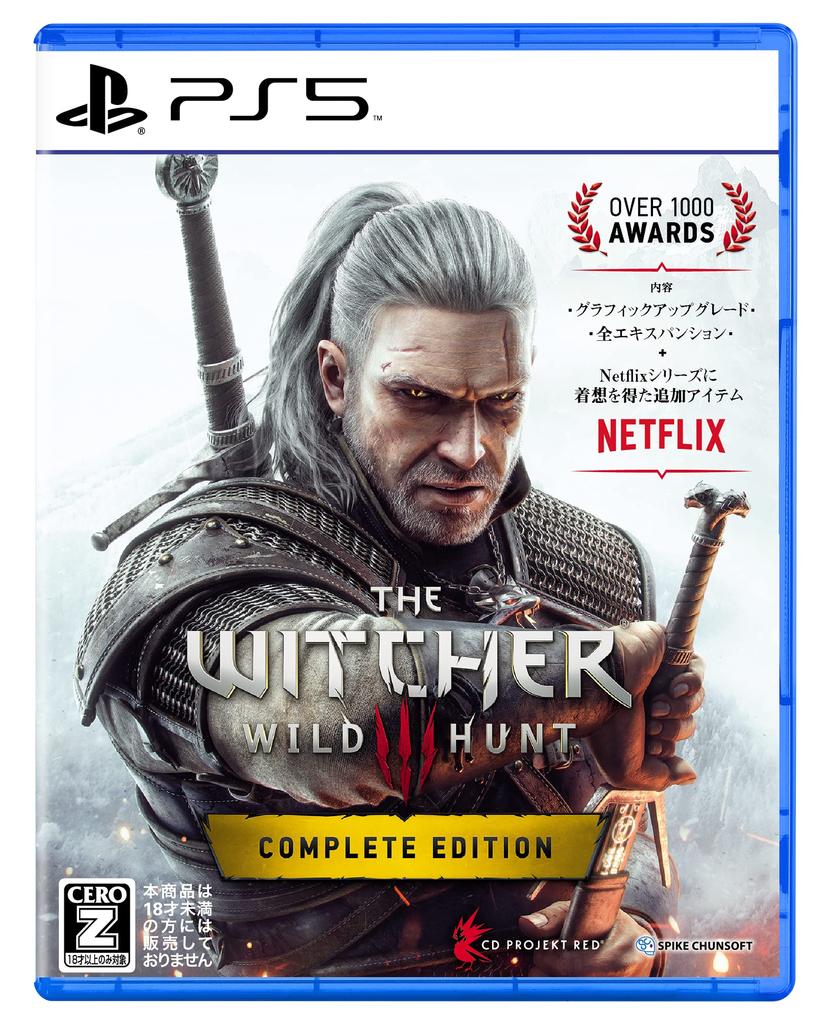 PS5
OVER 1000
AWARDS
内容
・グラフィックアップグレード・
・全エキスパンション・
+
Netflixシリーズに
着想を得た追加アイテム
NETFLIX
THE
WITCHER
WILD III HUNT
COMPLETE EDITION
CERO
Z
18才以上のみ対象
本商品は
18才未満
の方には
販売して
おりません
CD PROJEKT RED
SPIKE CHUNSOFT